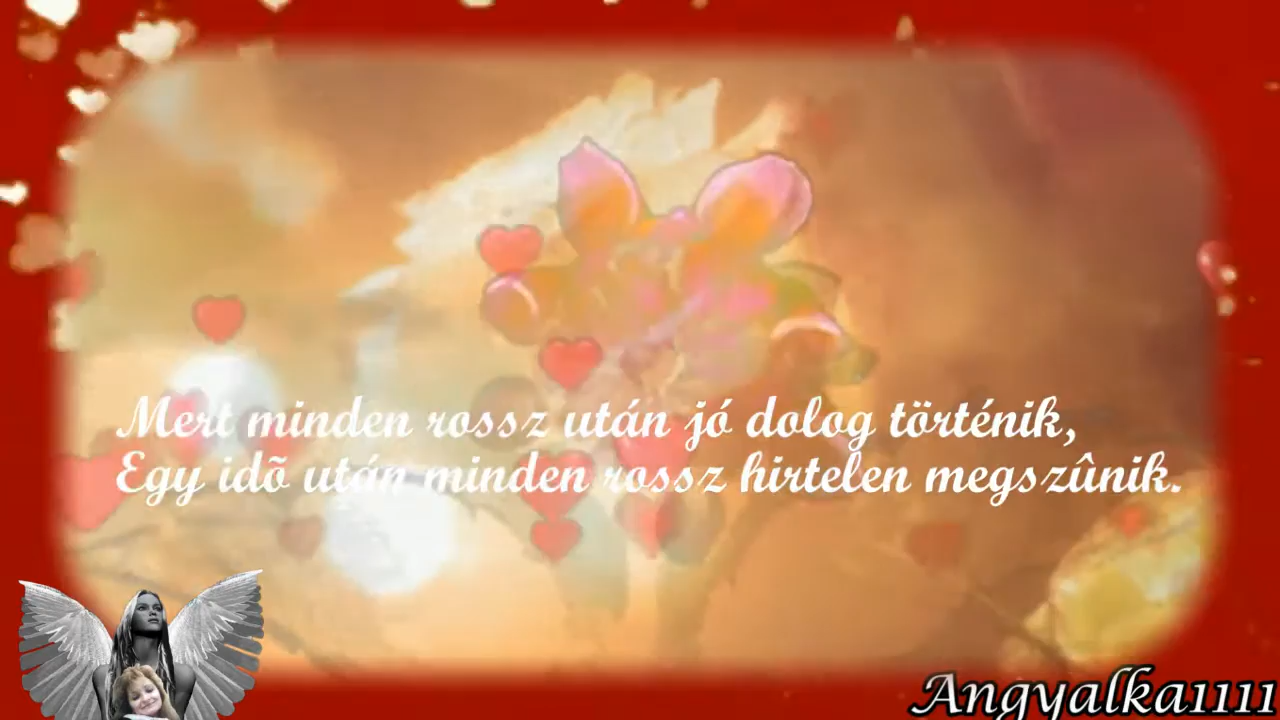 Mert minden rossz után jó dolog történik,
Egy idõ után minden rossz hirtelen megszûnik.
Angyalka1111